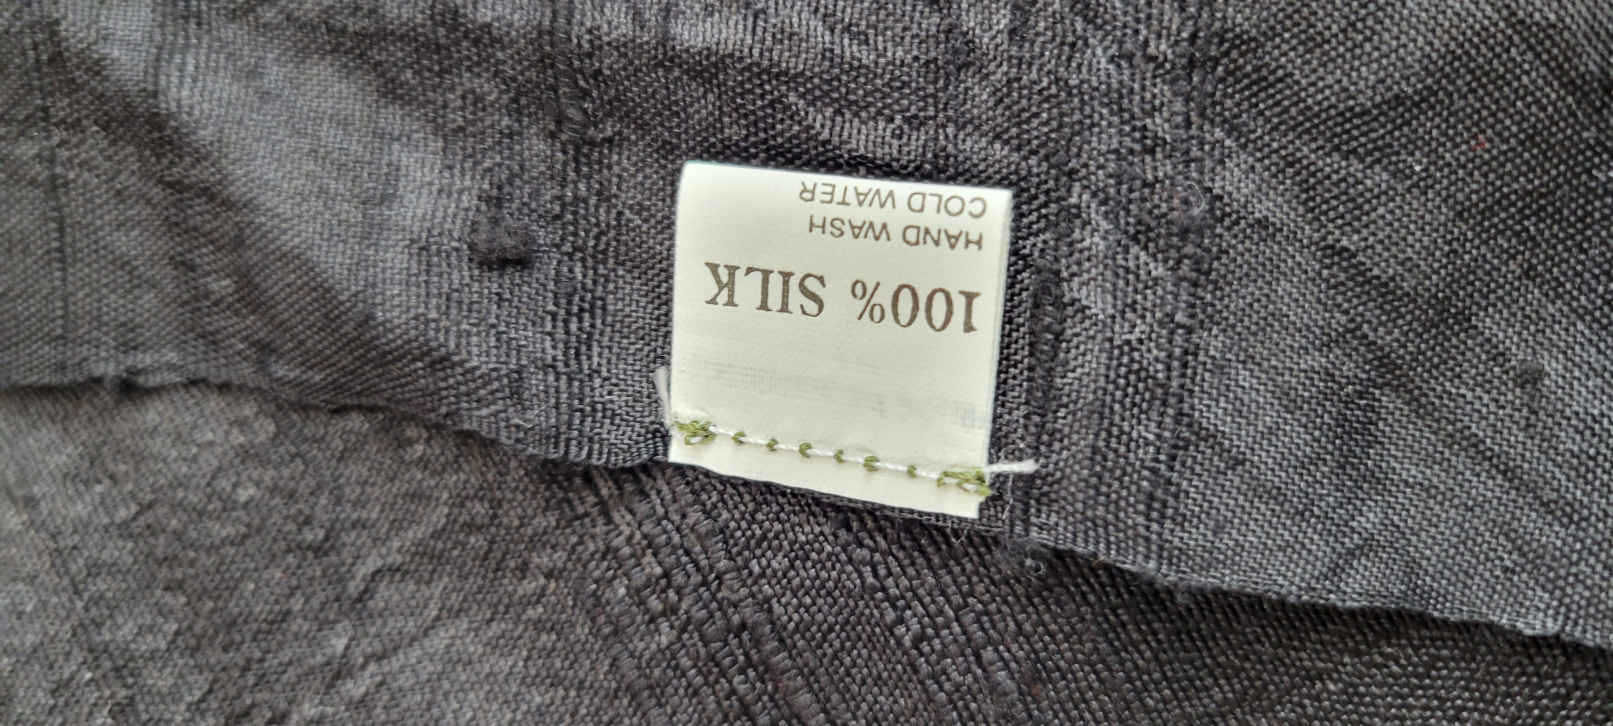 100% SILK
HAND WASH
COLD WATER